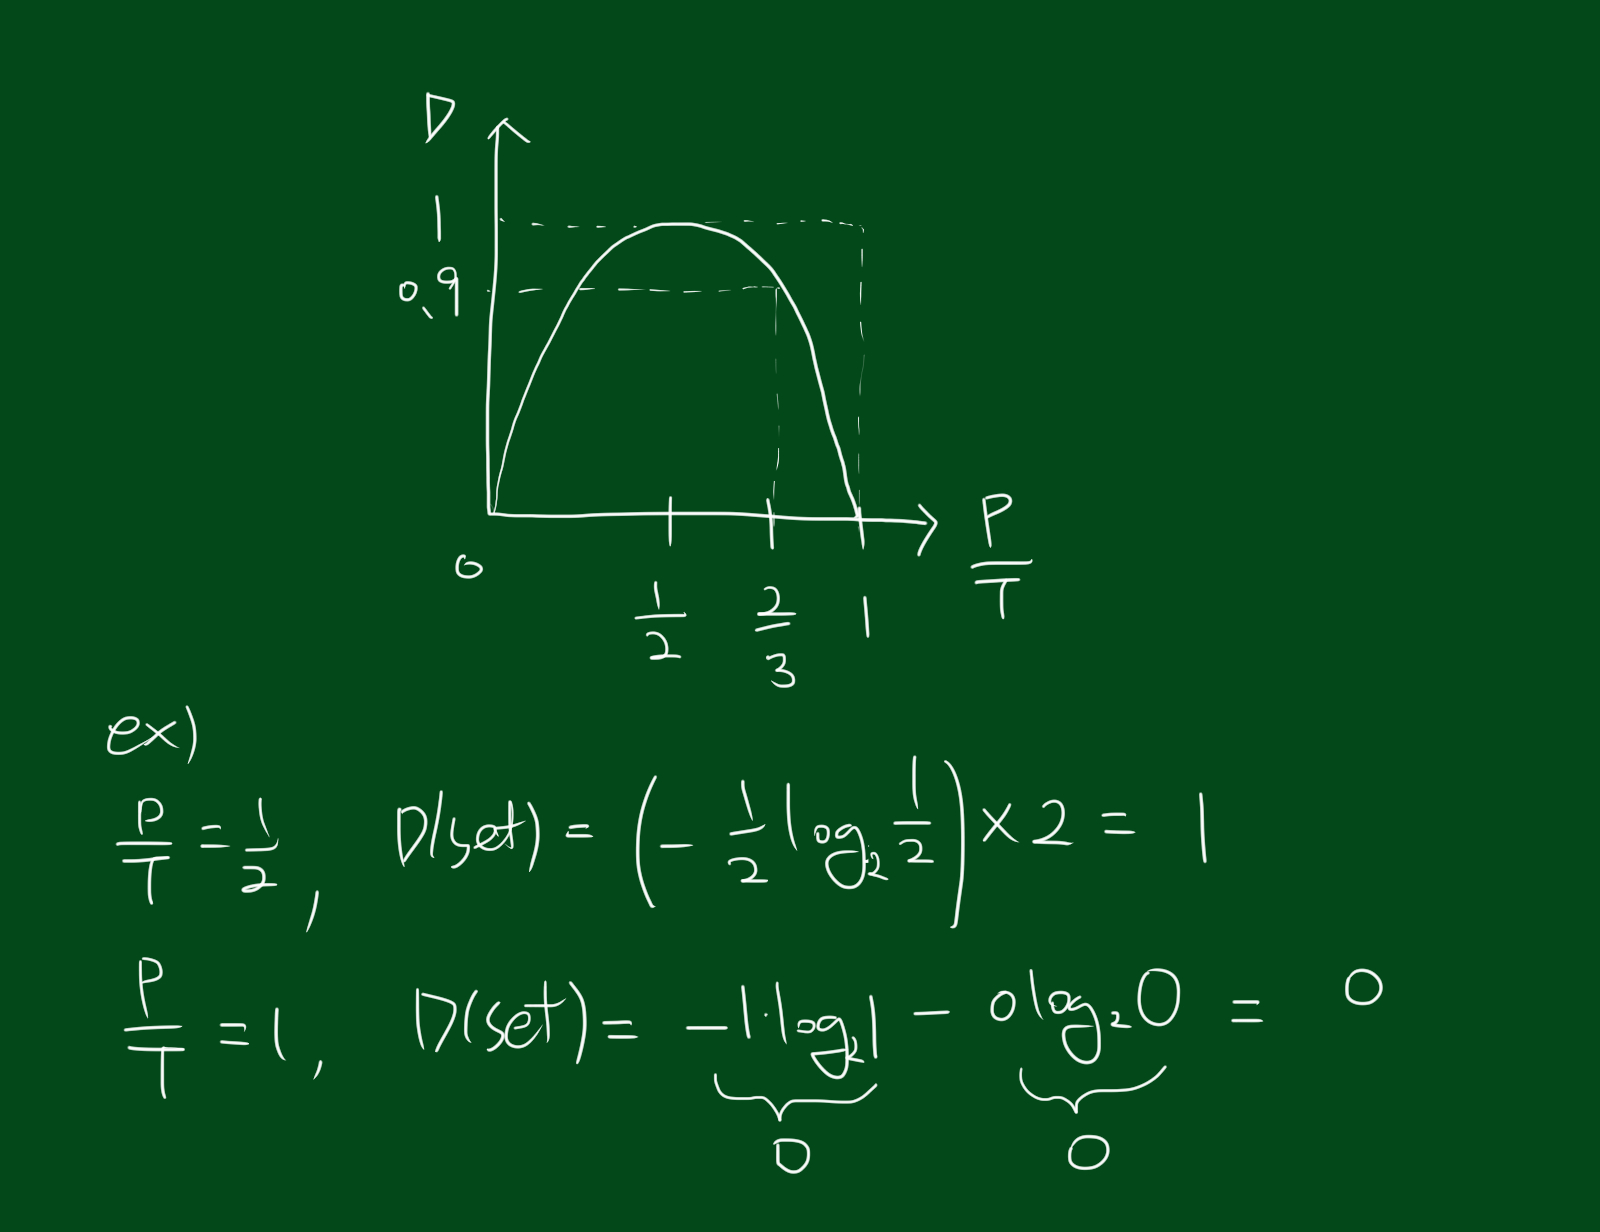 D
1
0.9
0
1/2
2/3
1
P/T
ex)
P/T = 1/2, D(set) = (- 1/2 log₂ 1/2) × 2 = 1
P/T = 1, D(set) = -1·log₂1 - 0log₂0 = 0
0
0